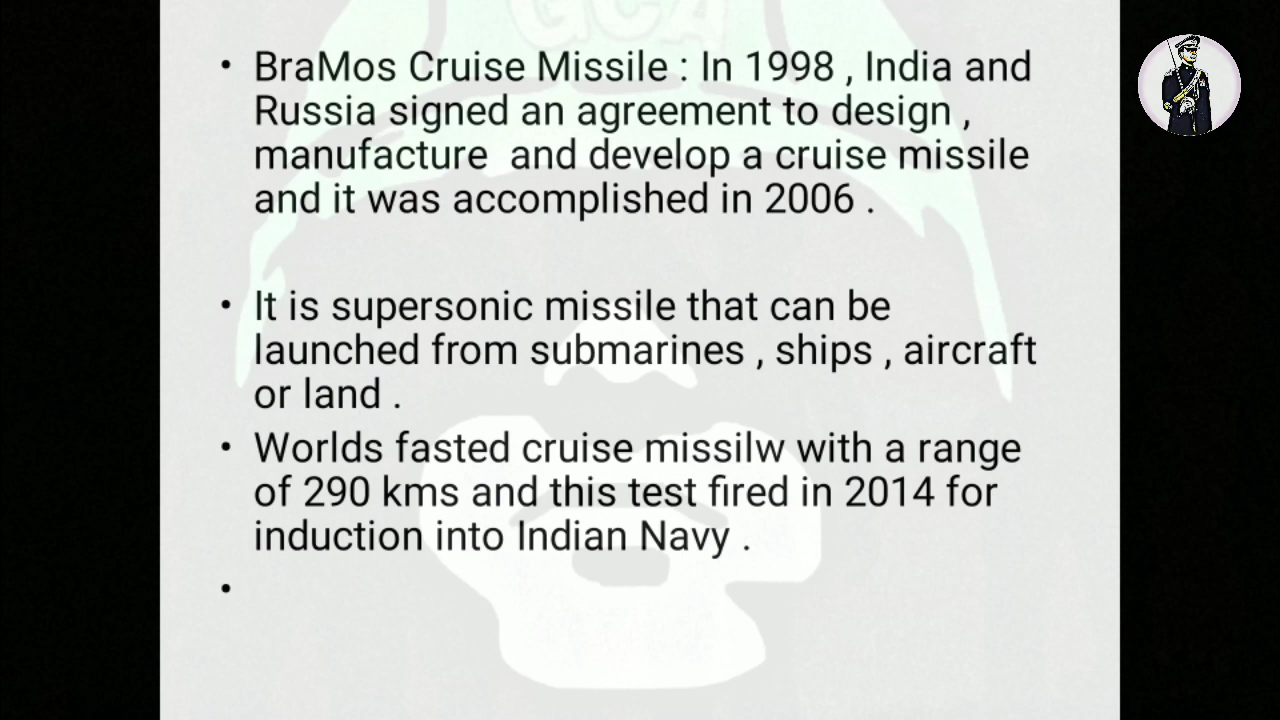 GCA
• BraMos Cruise Missile : In 1998 , India and
Russia signed an agreement to design ,
manufacture  and develop a cruise missile
and it was accomplished in 2006 .
• It is supersonic missile that can be
launched from submarines , ships , aircraft
or land .
• Worlds fasted cruise missilw with a range
of 290 kms and this test fired in 2014 for
induction into Indian Navy .
•